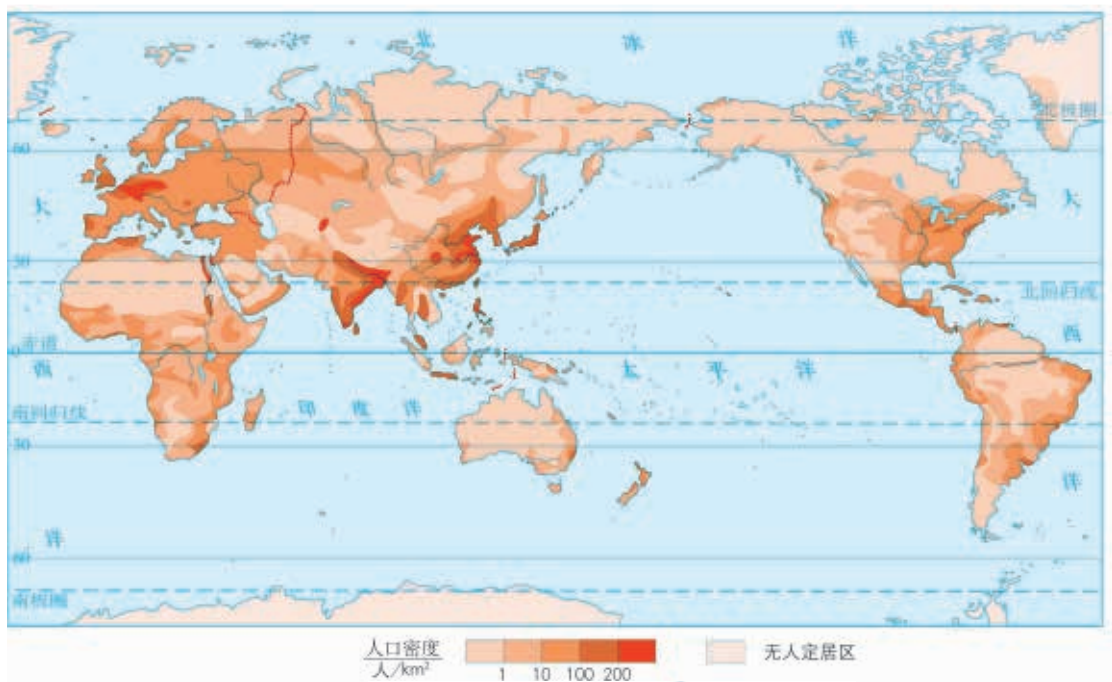 北 冰 洋
北极圈
60
大
大
30
北回归线
西
赤道
0
西
太 平 洋
南回归线
印 度 洋
30
洋
洋
60
南极圈
人口密度
人/km²
1 10 100 200
无人定居区